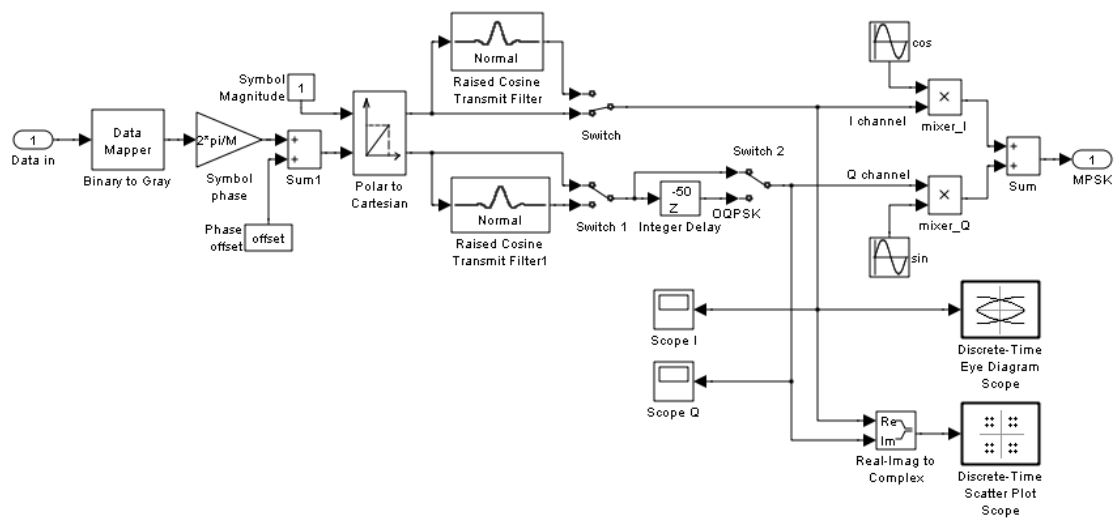 1
Data in
Data
Mapper
Binary to Gray
2*pi/M
Symbol
phase
Phase
offset
offset
+
+
Sum1
Symbol
Magnitude
1
Polar to
Cartesian
Normal
Raised Cosine
Transmit Filter
Normal
Raised Cosine
Transmit Filter1
Switch
Switch 1
-50
Z
Integer Delay
Switch 2
OQPSK
cos
I channel
×
mixer_I
Q channel
×
mixer_Q
sin
+
+
Sum
1
MPSK
Scope I
Scope Q
Discrete-Time
Eye Diagram
Scope
Re
Im
Real-Imag to
Complex
Discrete-Time
Scatter Plot
Scope